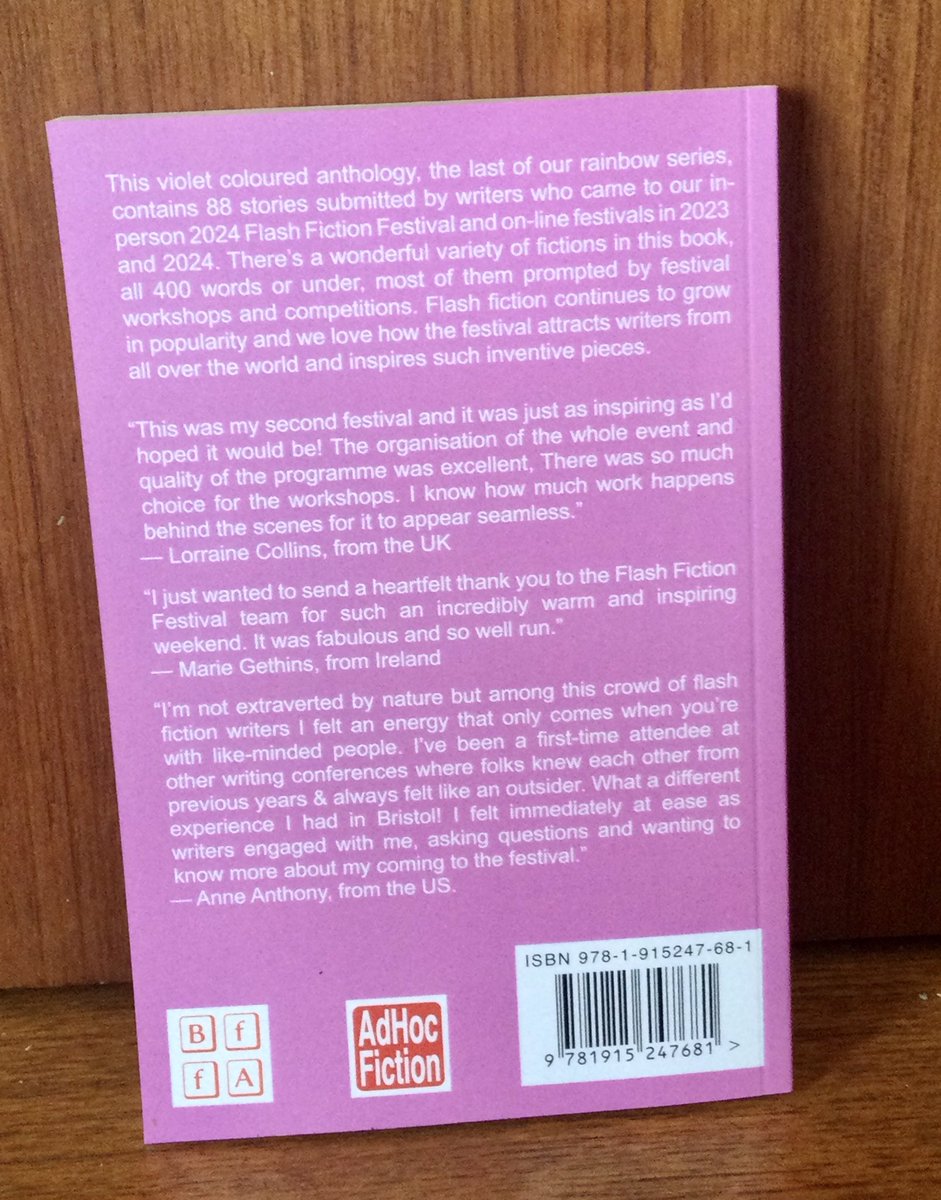 This violet coloured anthology, the last of our rainbow series,
contains 88 stories submitted by writers who came to our in-
person 2024 Flash Fiction Festival and on-line festivals in 2023
and 2024. There's a wonderful variety of fictions in this book,
all 400 words or under, most of them prompted by festival
workshops and competitions. Flash fiction continues to grow
in popularity and we love how the festival attracts writers from
all over the world and inspires such inventive pieces.
“This was my second festival and it was just as inspiring as I'd
hoped it would be! The organisation of the whole event and
quality of the programme was excellent, There was so much
choice for the workshops. I know how much work happens
behind the scenes for it to appear seamless.”
— Lorraine Collins, from the UK
“I just wanted to send a heartfelt thank you to the Flash Fiction
Festival team for such an incredibly warm and inspiring
weekend. It was fabulous and so well run.”
— Marie Gethins, from Ireland
“I'm not extraverted by nature but among this crowd of flash
fiction writers I felt an energy that only comes when you're
with like-minded people. I've been a first-time attendee at
other writing conferences where folks knew each other from
previous years & always felt like an outsider. What a different
experience I had in Bristol! I felt immediately at ease as
writers engaged with me, asking questions and wanting to
know more about my coming to the festival.”
— Anne Anthony, from the US.
B f
f A
AdHoc
Fiction
ISBN 978-1-915247-68-1
9 781915 247681 >